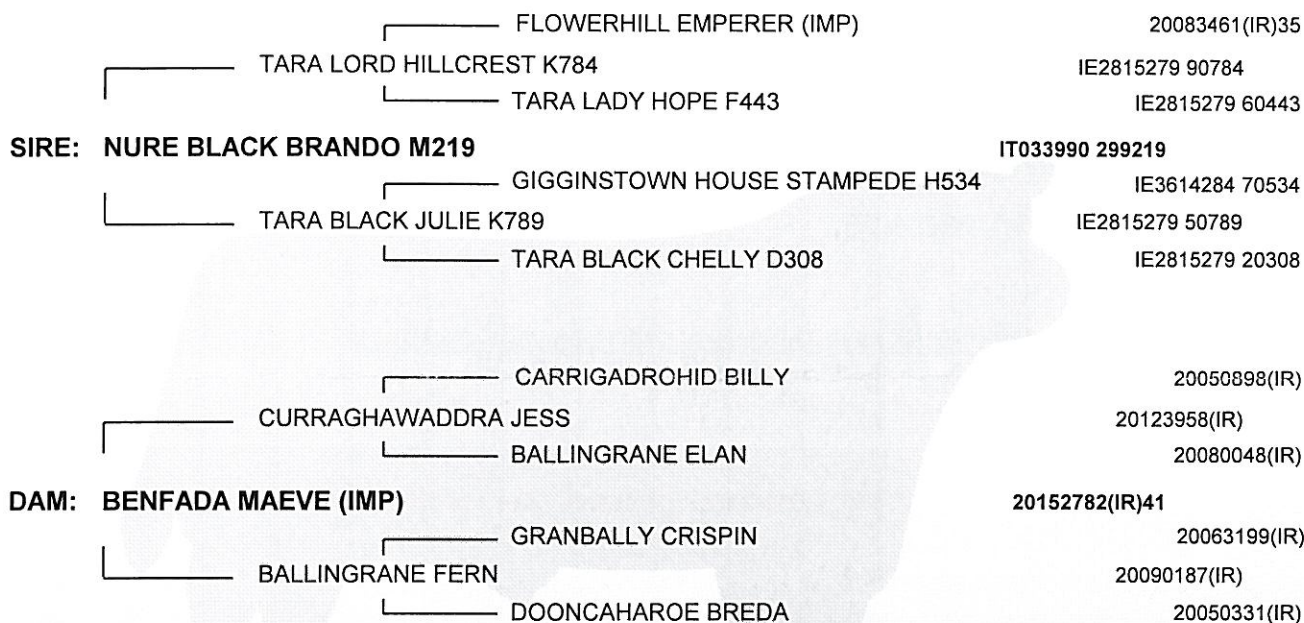 FLOWERHILL EMPERER (IMP) 20083461(IR)35
TARA LORD HILLCREST K784 IE2815279 90784
TARA LADY HOPE F443 IE2815279 60443
SIRE: NURE BLACK BRANDO M219 IT033990 299219
GIGGINSTOWN HOUSE STAMPEDE H534 IE3614284 70534
TARA BLACK JULIE K789 IE2815279 50789
TARA BLACK CHELLY D308 IE2815279 20308
CARRIGADROHID BILLY 20050898(IR)
CURRAGHAWADDRA JESS 20123958(IR)
BALLINGRANE ELAN 20080048(IR)
DAM: BENFADA MAEVE (IMP) 20152782(IR)41
GRANBALLY CRISPIN 20063199(IR)
BALLINGRANE FERN 20090187(IR)
DOONCAHAROE BREDA 20050331(IR)